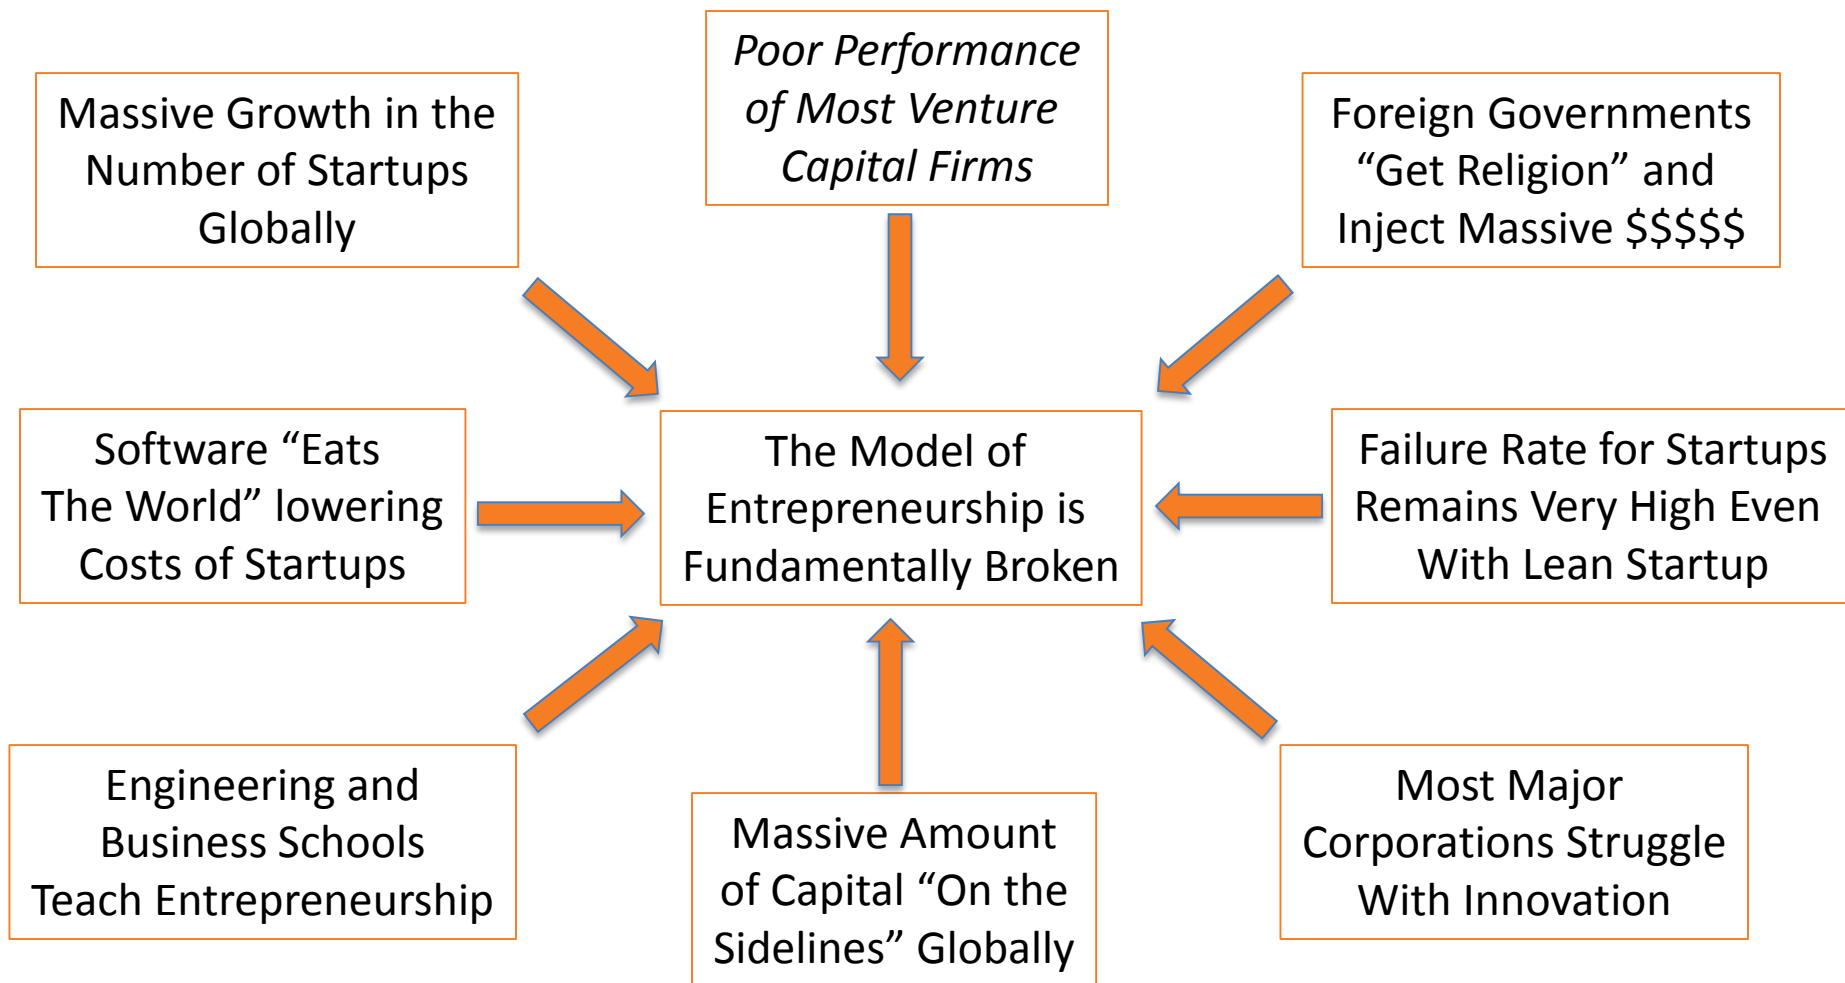 Poor Performance
of Most Venture
Capital Firms
Massive Growth in the
Number of Startups
Globally
Foreign Governments
“Get Religion” and
Inject Massive $$$$$
Software “Eats
The World” lowering
Costs of Startups
The Model of
Entrepreneurship is
Fundamentally Broken
Failure Rate for Startups
Remains Very High Even
With Lean Startup
Engineering and
Business Schools
Teach Entrepreneurship
Massive Amount
of Capital “On the
Sidelines” Globally
Most Major
Corporations Struggle
With Innovation